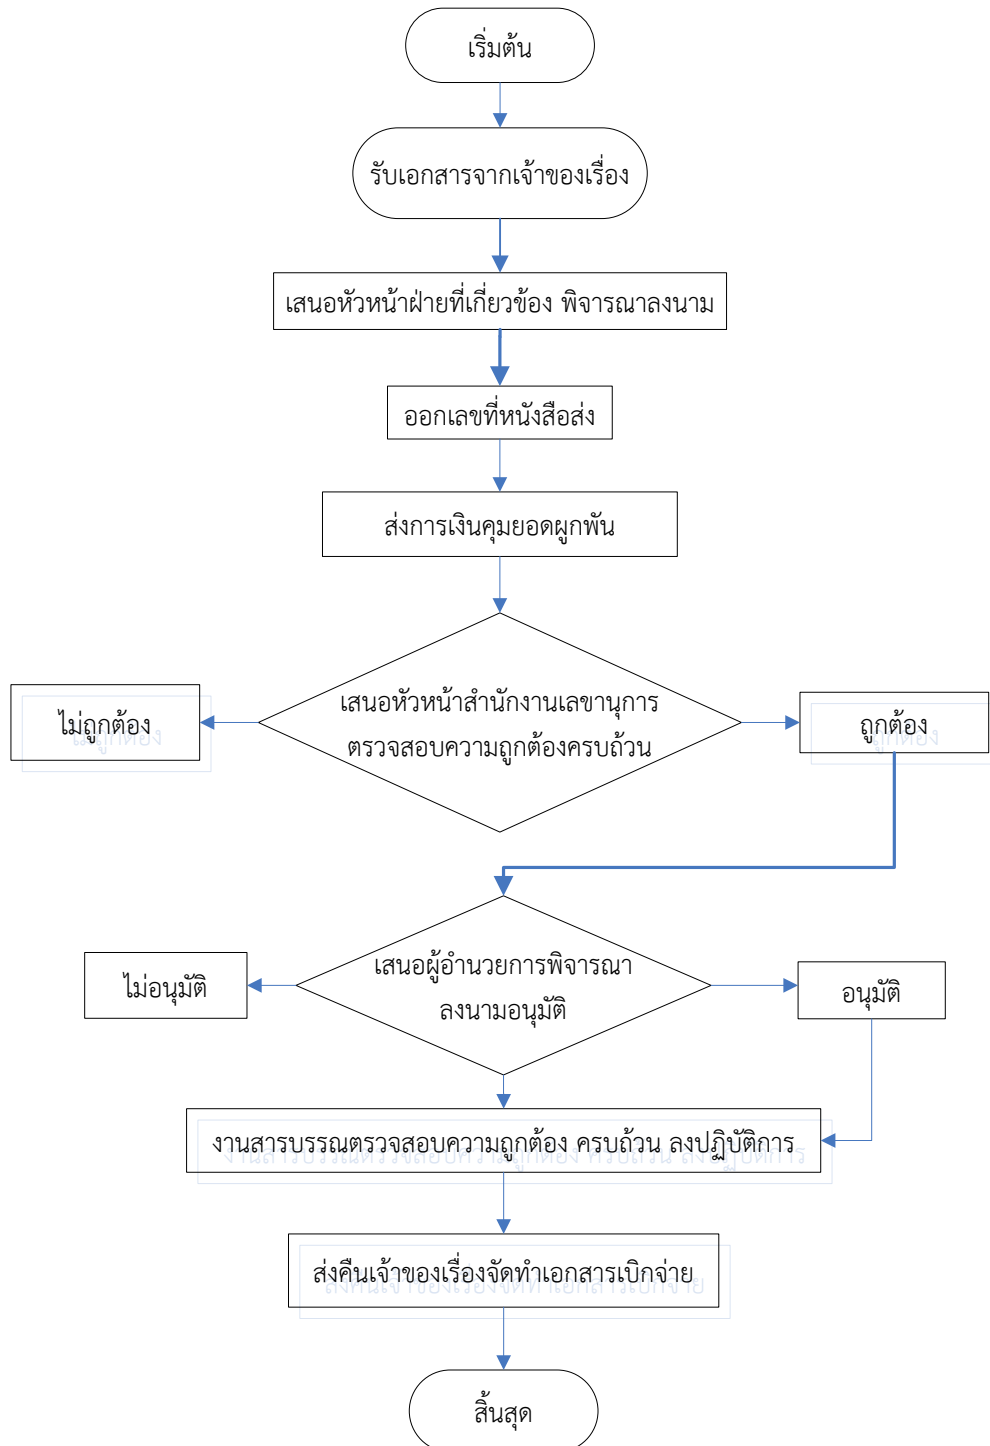 เริ่มต้น
รับเอกสารจากเจ้าของเรื่อง
เสนอหัวหน้าฝ่ายที่เกี่ยวข้อง พิจารณาลงนาม
ออกเลขที่หนังสือส่ง
ส่งการเงินคุมยอดผูกพัน
เสนอหัวหน้าสำนักงานเลขานุการ
ตรวจสอบความถูกต้องครบถ้วน
ไม่ถูกต้อง
ถูกต้อง
เสนอผู้อำนวยการพิจารณา
ลงนามอนุมัติ
ไม่อนุมัติ
อนุมัติ
งานสารบรรณตรวจสอบความถูกต้อง ครบถ้วน ลงปฏิบัติการ
ส่งคืนเจ้าของเรื่องจัดทำเอกสารเบิกจ่าย
สิ้นสุด